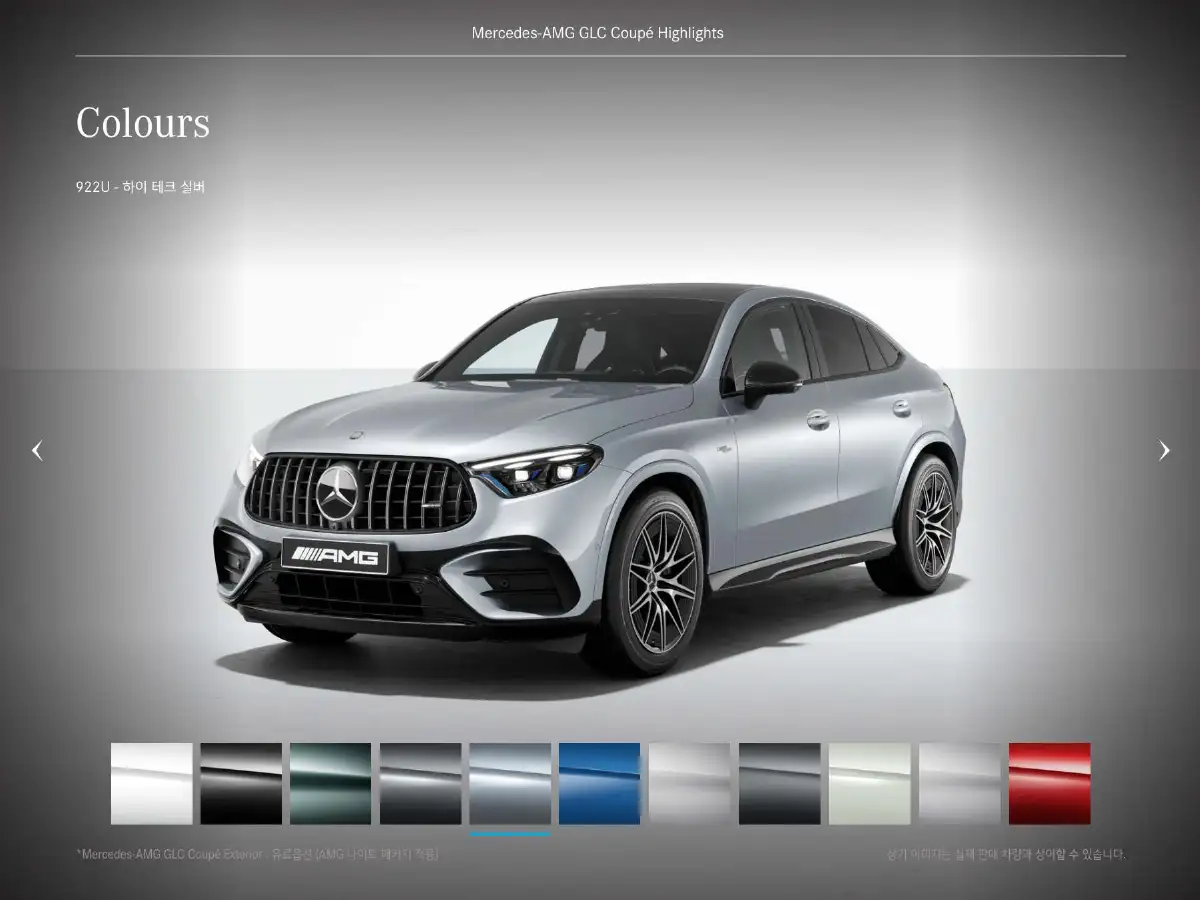 Mercedes-AMG GLC Coupé Highlights
Colours
922U - 하이 테크 실버
AMG
*Mercedes-AMG GLC Coupé Exterior - 유료옵션 (AMG 나이트 패키지 적용)
상기 이미지는 실제 판매 차량과 상이할 수 있습니다.